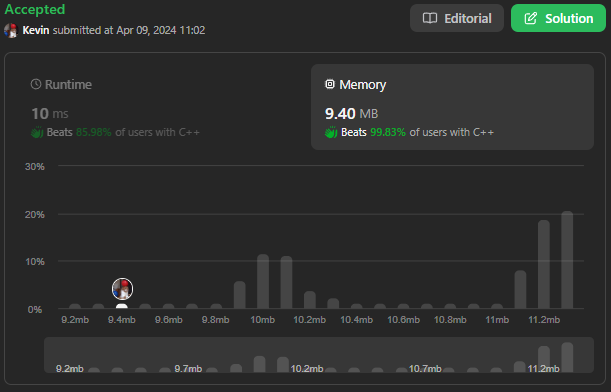 Accepted
Editorial
Solution
Kevin submitted at Apr 09, 2024 11:02
Runtime
10 ms
Beats 85.98% of users with C++
Memory
9.40 MB
Beats 99.83% of users with C++
30%
20%
10%
0%
9.2mb 9.4mb 9.6mb 9.8mb 10mb 10.2mb 10.4mb 10.6mb 10.8mb 11mb 11.2mb
9.2mb 9.7mb 10.2mb 10.7mb 11.2mb